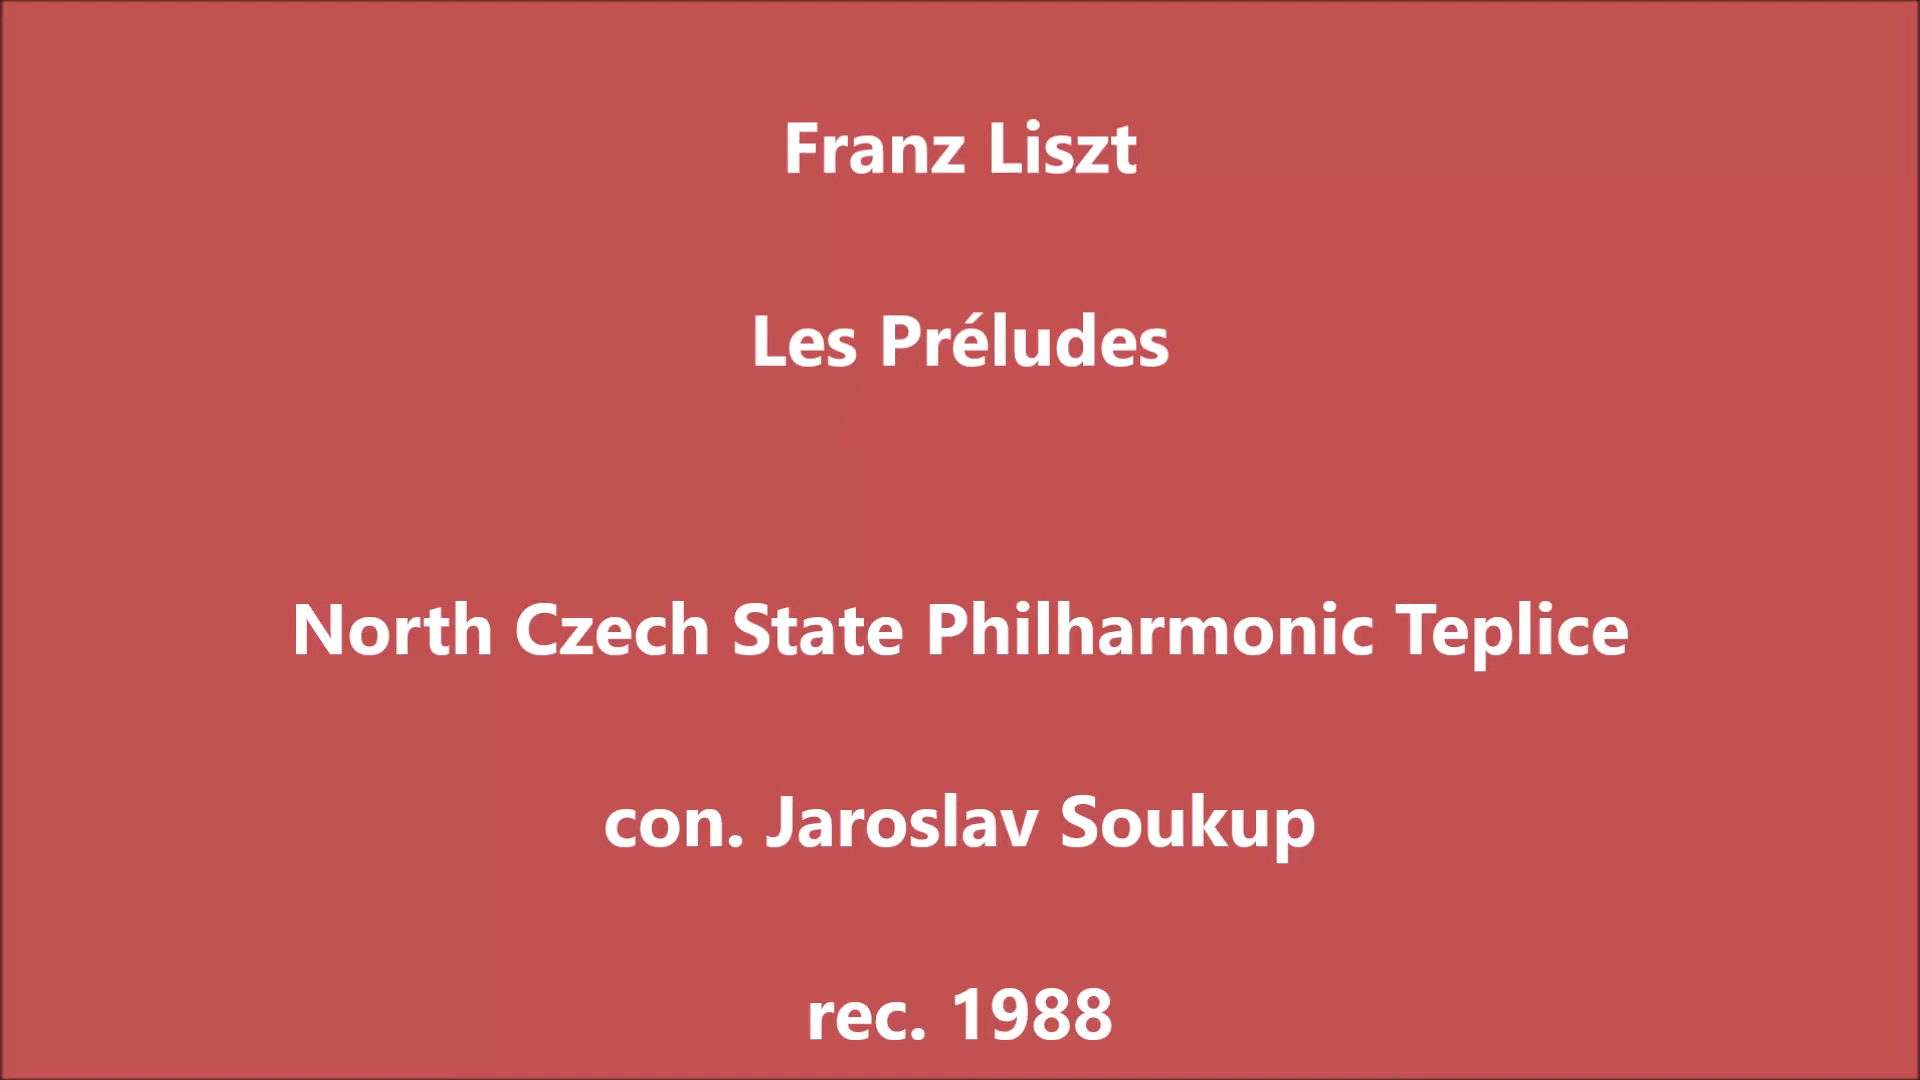 Franz Liszt
Les Préludes
North Czech State Philharmonic Teplice
con. Jaroslav Soukup
rec. 1988